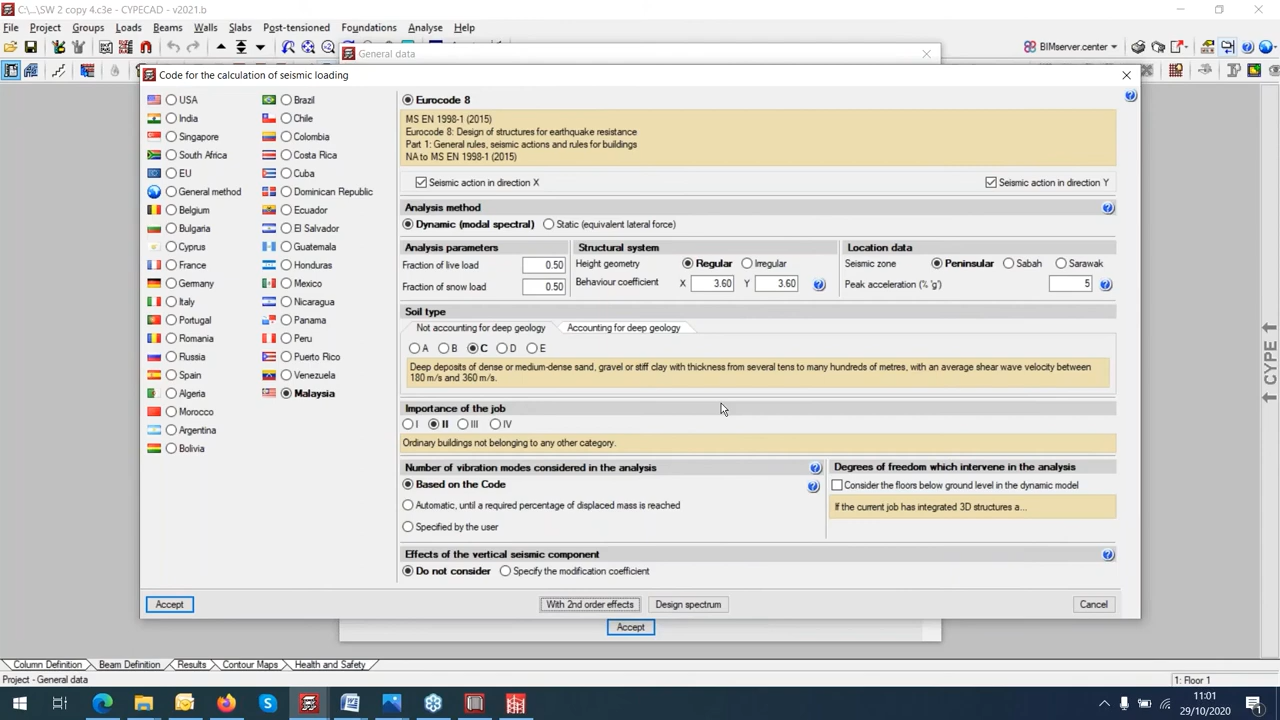 C:\...\SW 2 copy 4.c3e - CYPECAD - v2021.b
File Project Groups Loads Beams Walls Slabs Post-tensioned Foundations Analyse Help
BIMserver.center
General data
Code for the calculation of seismic loading
USA
India
Singapore
South Africa
EU
General method
Belgium
Bulgaria
Cyprus
France
Germany
Italy
Portugal
Romania
Russia
Spain
Algeria
Morocco
Argentina
Bolivia
Brazil
Chile
Colombia
Costa Rica
Cuba
Dominican Republic
Ecuador
El Salvador
Guatemala
Honduras
Mexico
Nicaragua
Panama
Peru
Puerto Rico
Venezuela
Malaysia
Eurocode 8
MS EN 1998-1 (2015)
Eurocode 8: Design of structures for earthquake resistance
Part 1: General rules, seismic actions and rules for buildings
NA to MS EN 1998-1 (2015)
Seismic action in direction X Seismic action in direction Y
Analysis method
Dynamic (modal spectral) Static (equivalent lateral force)
Analysis parameters
Fraction of live load 0.50
Fraction of snow load 0.50
Structural system
Height geometry Regular Irregular
Behaviour coefficient X 3.60 Y 3.60
Location data
Seismic zone Peninsular Sabah Sarawak
Peak acceleration (% 'g') 5
Soil type
Not accounting for deep geology Accounting for deep geology
A B C D E
Deep deposits of dense or medium-dense sand, gravel or stiff clay with thickness from several tens to many hundreds of metres, with an average shear wave velocity between
180 m/s and 360 m/s.
Importance of the job
I II III IV
Ordinary buildings not belonging to any other category.
Number of vibration modes considered in the analysis
Based on the Code
Automatic, until a required percentage of displaced mass is reached
Specified by the user
Degrees of freedom which intervene in the analysis
Consider the floors below ground level in the dynamic model
If the current job has integrated 3D structures a...
Effects of the vertical seismic component
Do not consider Specify the modification coefficient
Accept With 2nd order effects Design spectrum Cancel
Accept
CYPE
Column Definition Beam Definition Results Contour Maps Health and Safety
Project - General data 1: Floor 1
11:01
29/10/2020